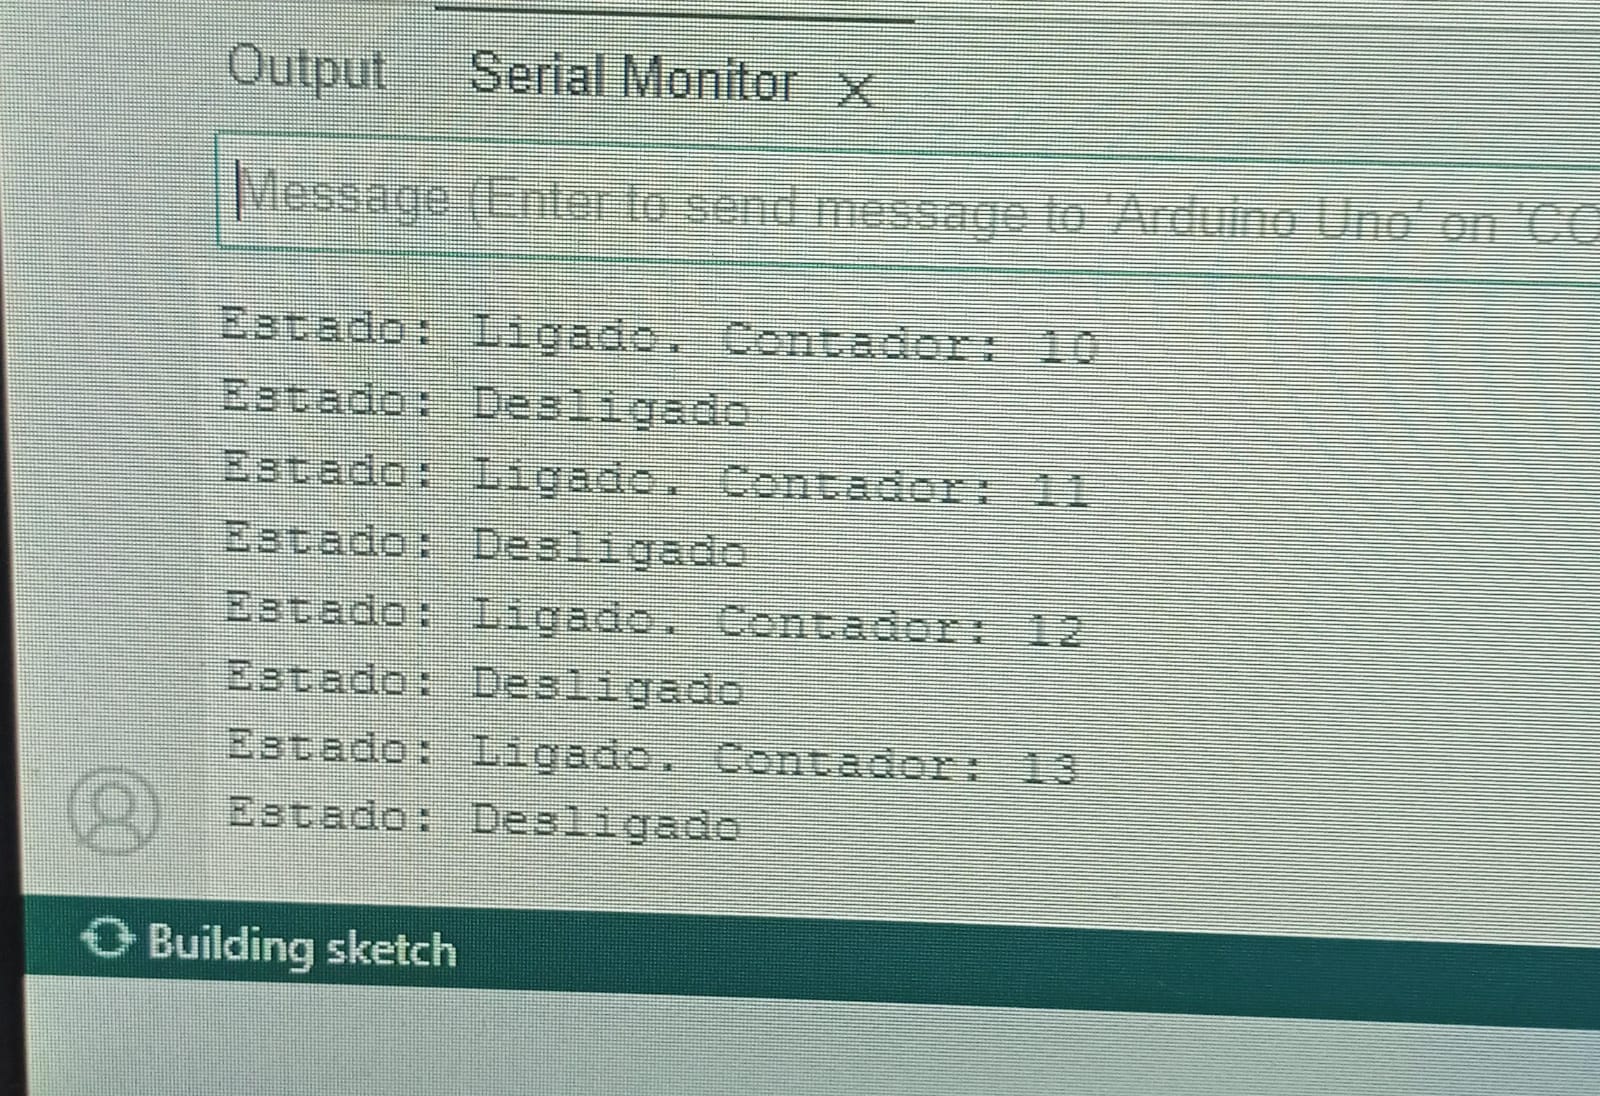 Output Serial Monitor X
Message (Enter to send message to 'Arduino Uno' on 'CO
Estado: Ligado. Contador: 10
Estado: Desligado
Estado: Ligado. Contador: 11
Estado: Desligado
Estado: Ligado. Contador: 12
Estado: Desligado
Estado: Ligado. Contador: 13
Estado: Desligado
Building sketch